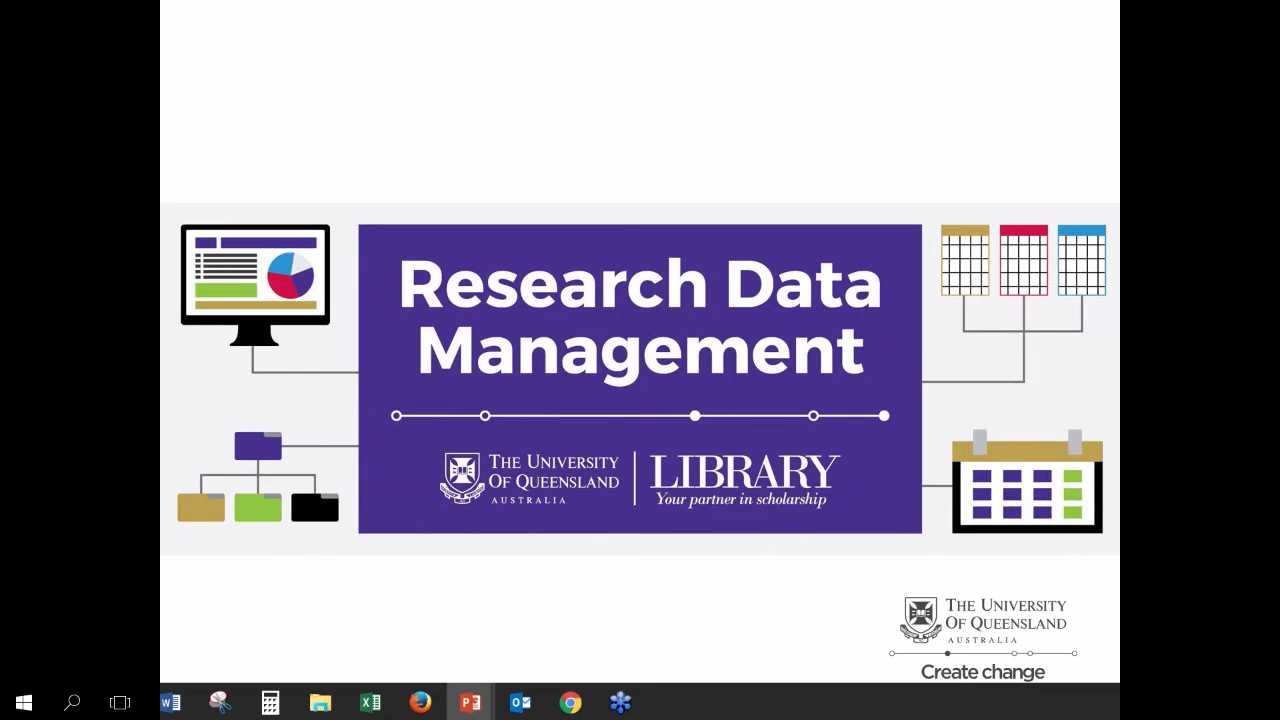 Research Data
Management
THE UNIVERSITY
OF QUEENSLAND
AUSTRALIA
LIBRARY
Your partner in scholarship
THE UNIVERSITY
OF QUEENSLAND
AUSTRALIA
Create change